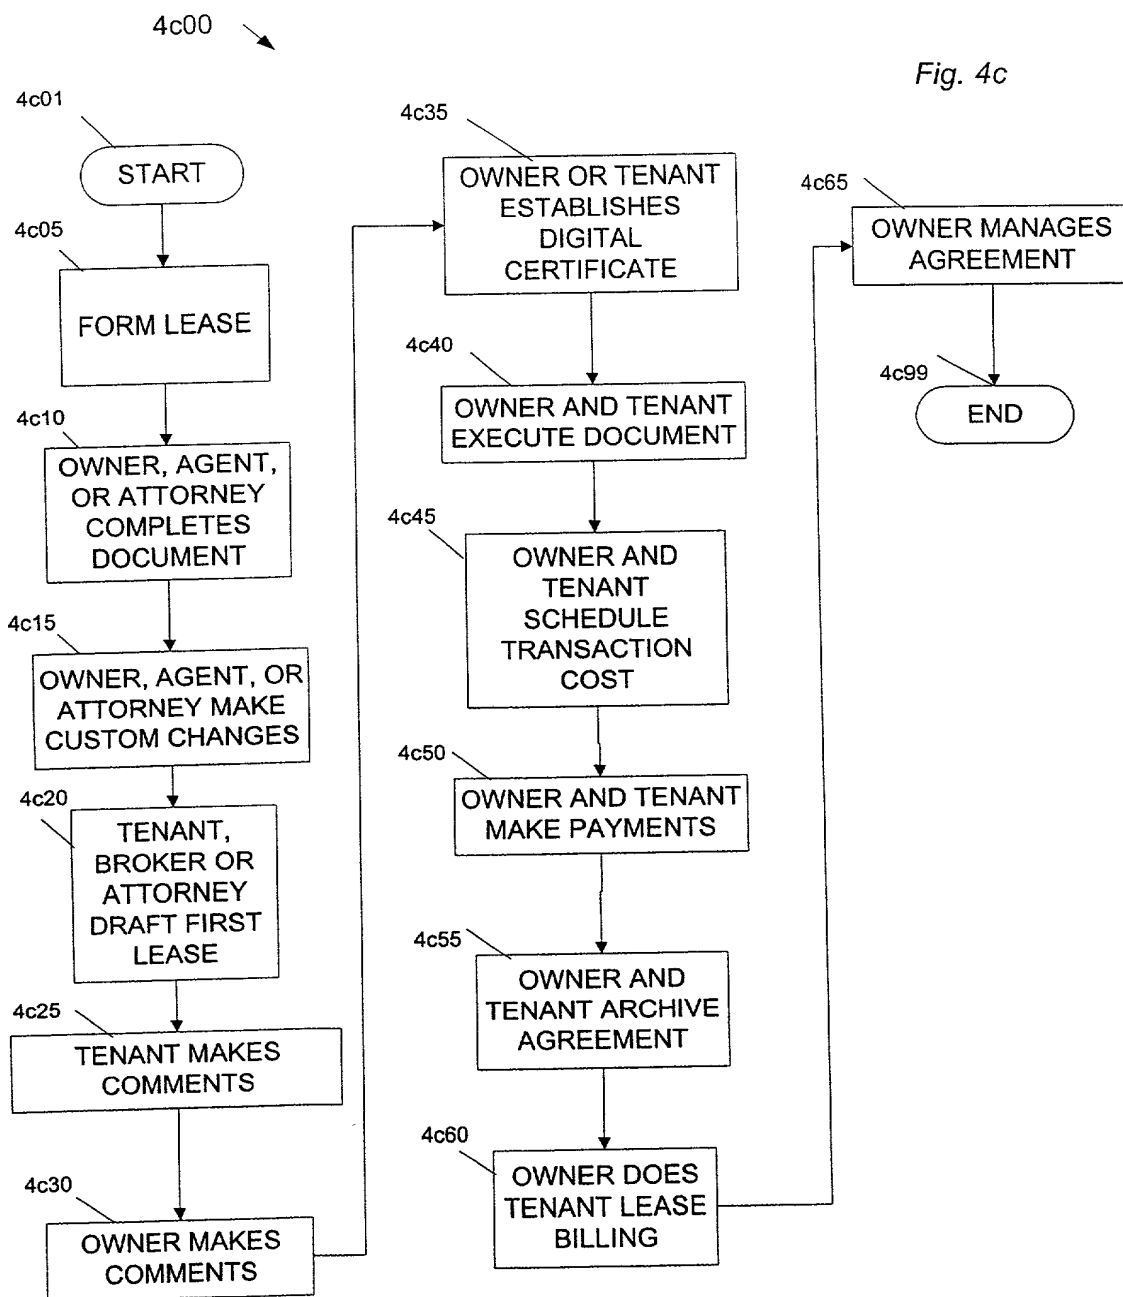 4c00
Fig. 4c
4c01
START
4c05
FORM LEASE
4c10
OWNER, AGENT,
OR ATTORNEY
COMPLETES
DOCUMENT
4c15
OWNER, AGENT, OR
ATTORNEY MAKE
CUSTOM CHANGES
4c20
TENANT,
BROKER OR
ATTORNEY
DRAFT FIRST
LEASE
4c25
TENANT MAKES
COMMENTS
4c30
OWNER MAKES
COMMENTS
4c35
OWNER OR TENANT
ESTABLISHES
DIGITAL
CERTIFICATE
4c40
OWNER AND TENANT
EXECUTE DOCUMENT
4c45
OWNER AND
TENANT
SCHEDULE
TRANSACTION
COST
4c50
OWNER AND TENANT
MAKE PAYMENTS
4c55
OWNER AND
TENANT ARCHIVE
AGREEMENT
4c60
OWNER DOES
TENANT LEASE
BILLING
4c65
OWNER MANAGES
AGREEMENT
4c99
END